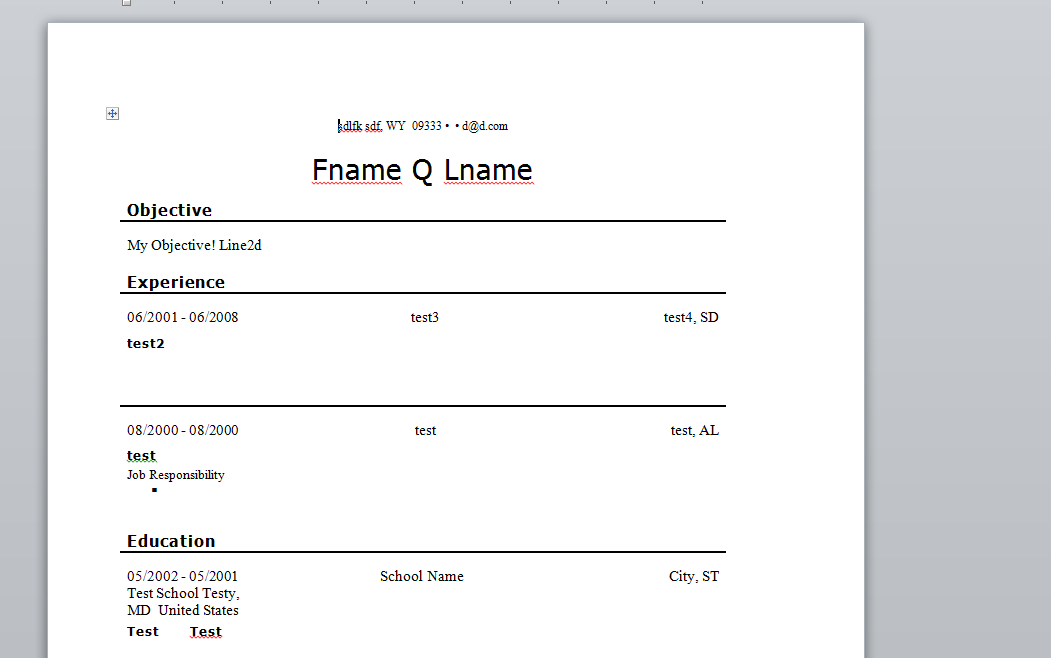 sdlfk sdf, WY  09333 •  • d@d.com
Fname Q Lname
Objective
My Objective! Line2d
Experience
06/2001 - 06/2008 test3 test4, SD
test2
08/2000 - 08/2000 test test, AL
test
Job Responsibility
Education
05/2002 - 05/2001 School Name City, ST
Test School Testy,
MD  United States
Test Test